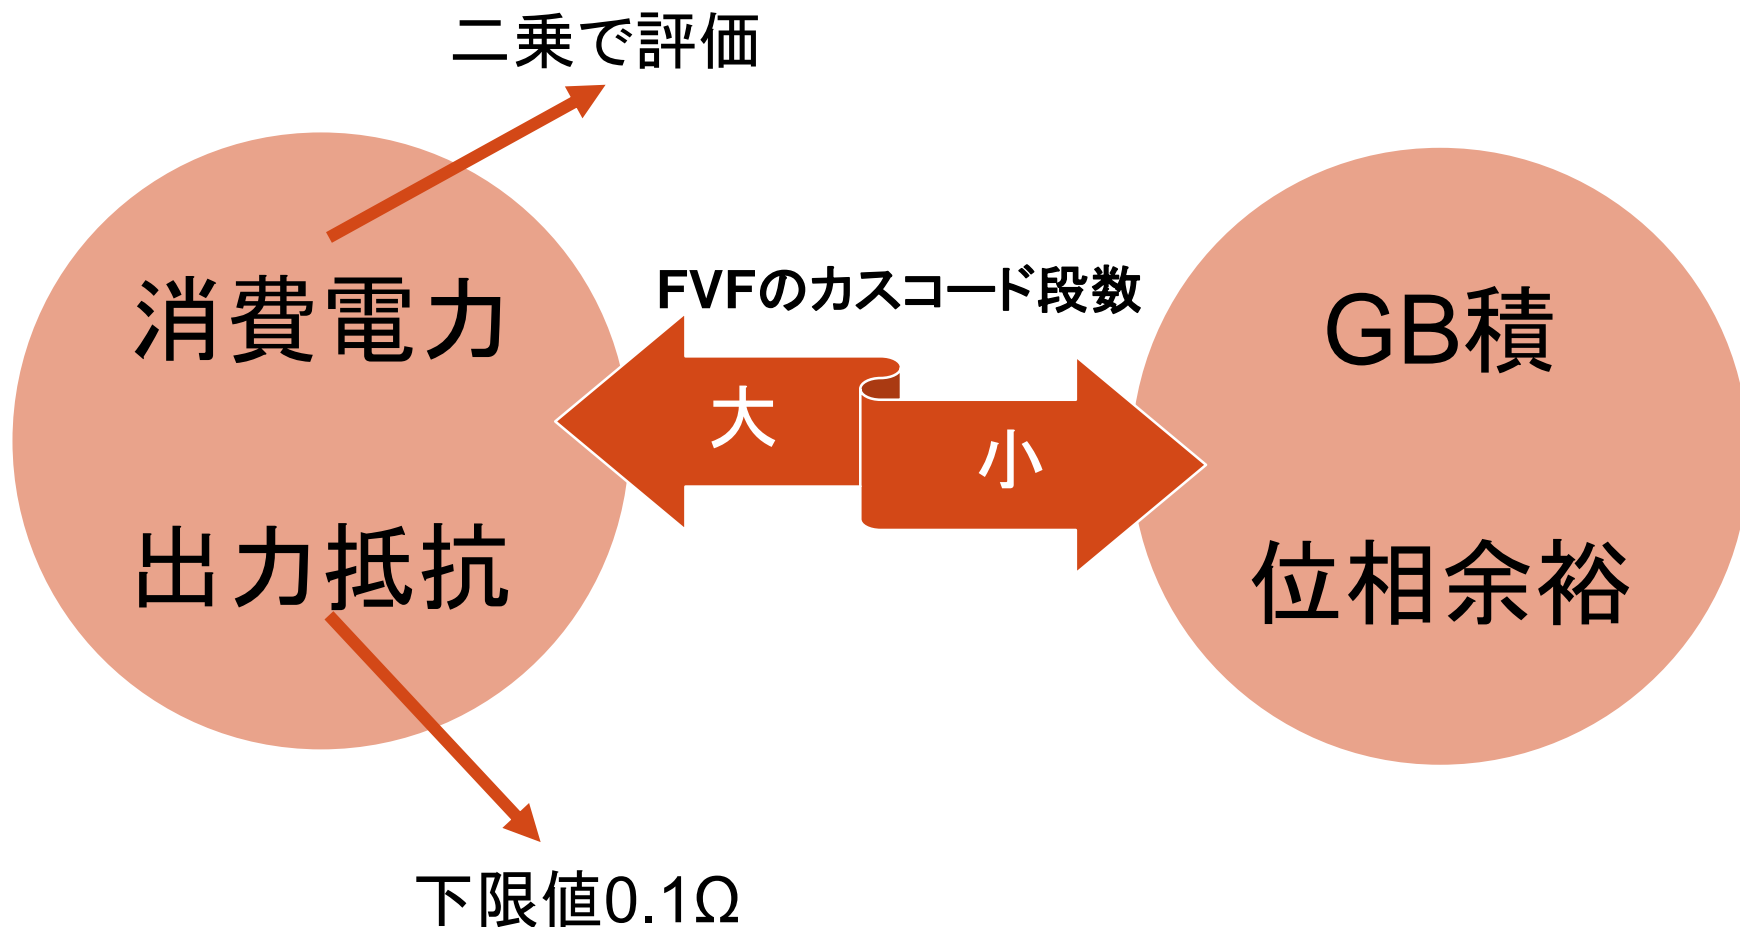 二乗で評価
消費電力
出力抵抗
下限値0.1Ω
FVFのカスコード段数
大
小
GB積
位相余裕